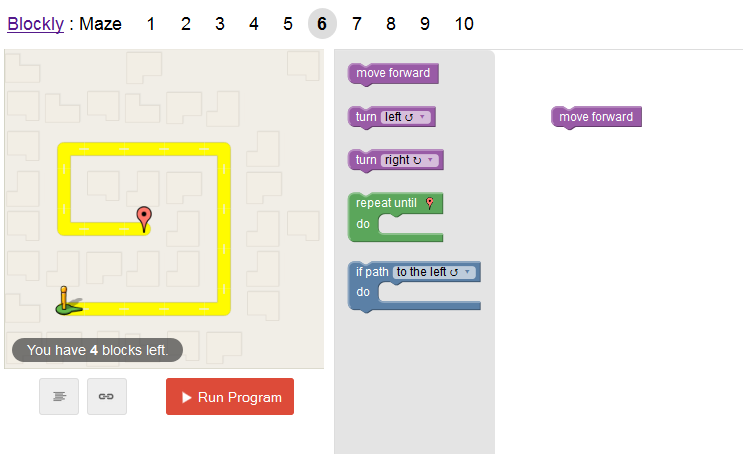 Blockly : Maze 1 2 3 4 5 6 7 8 9 10
move forward
turn left ↺ ▾
turn right ↻ ▾
repeat until
do
if path to the left ↺ ▾
do
move forward
You have 4 blocks left.
Run Program